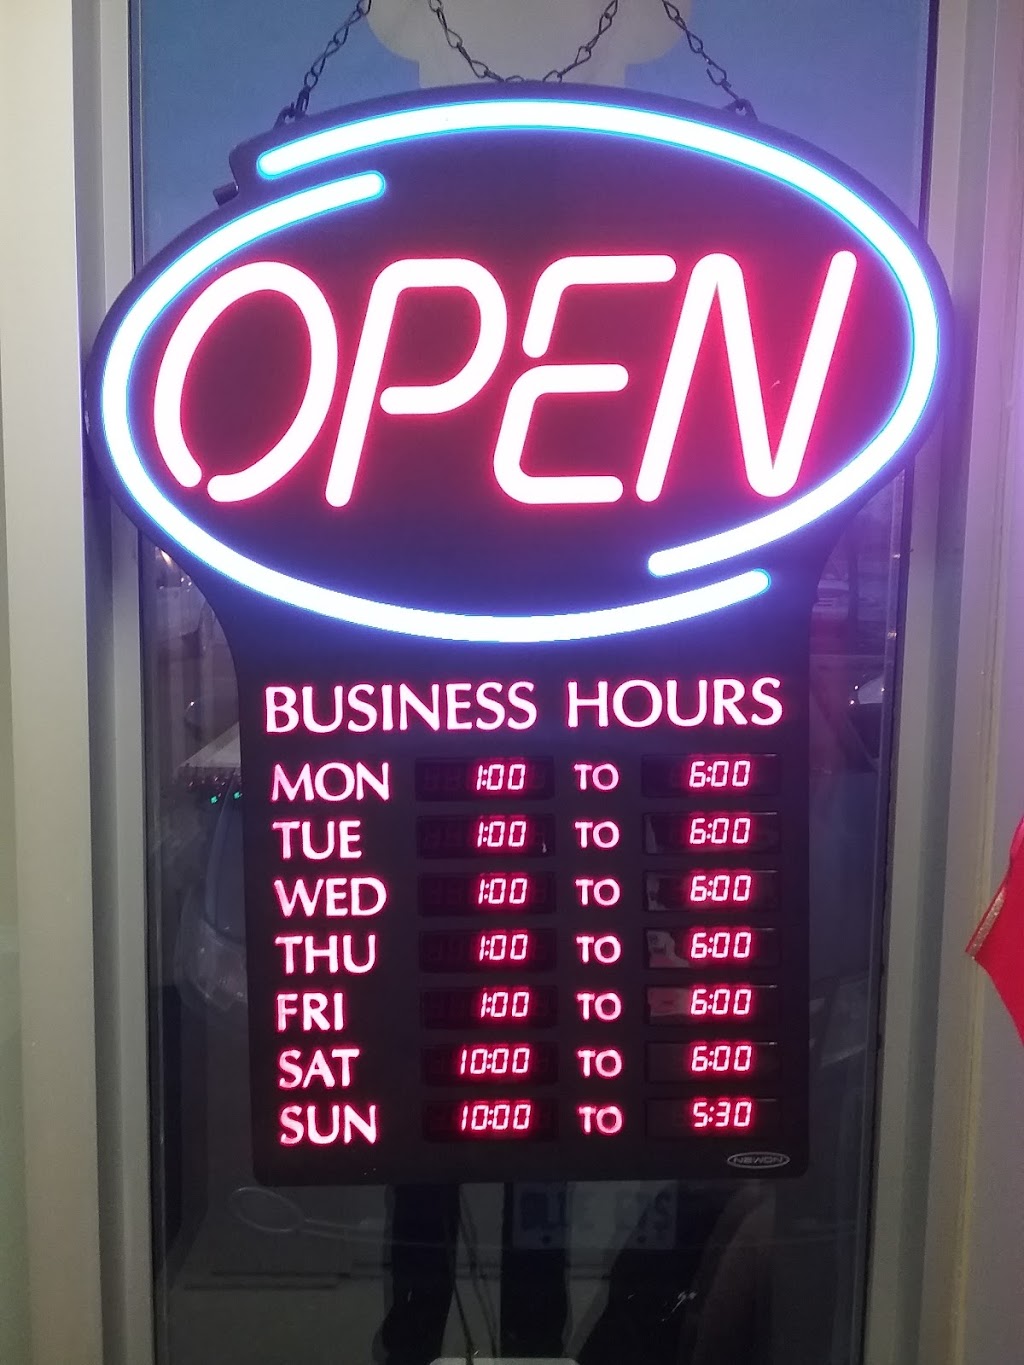 OPEN
BUSINESS HOURS
MON 1:00 TO 6:00
TUE 1:00 TO 6:00
WED 1:00 TO 6:00
THU 1:00 TO 6:00
FRI 1:00 TO 6:00
SAT 10:00 TO 6:00
SUN 10:00 TO 5:30
NEWON